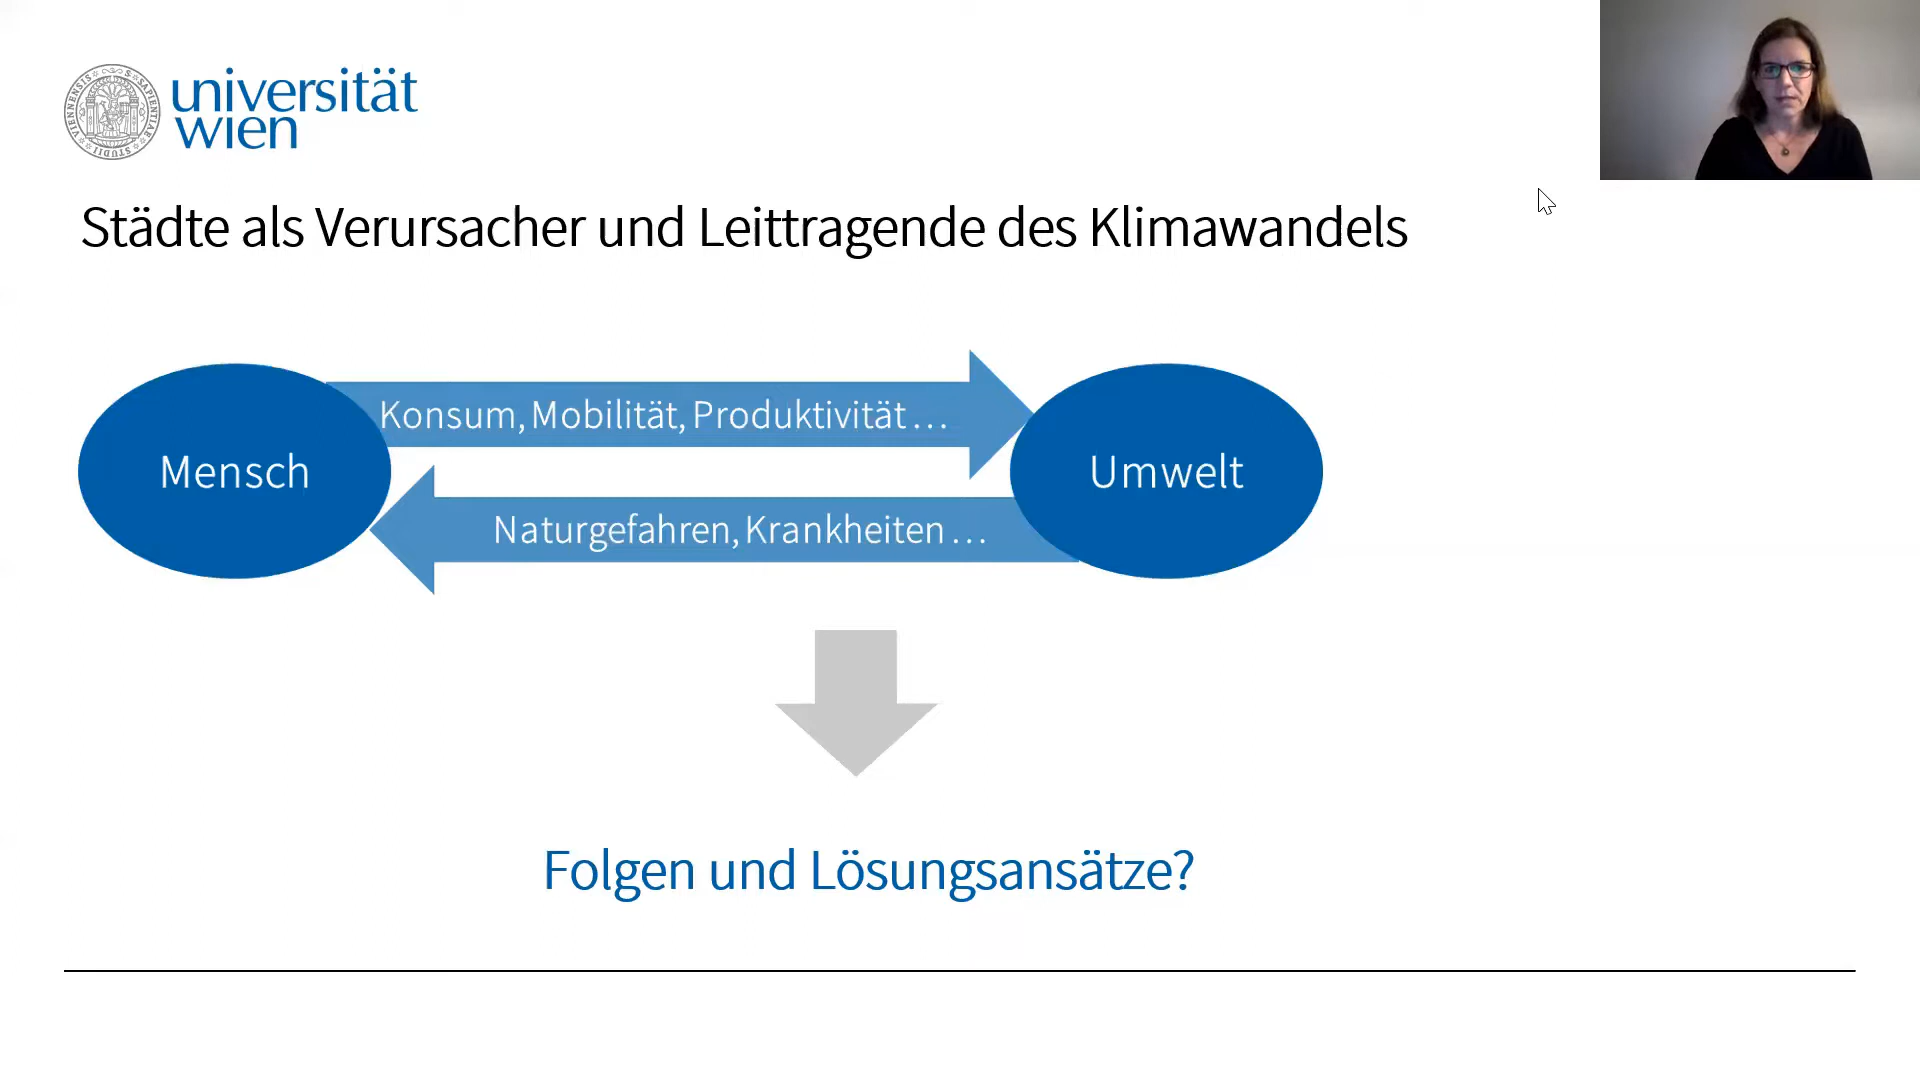 universität
wien
Städte als Verursacher und Leittragende des Klimawandels
Konsum, Mobilität, Produktivität…
Mensch
Umwelt
Naturgefahren, Krankheiten…
Folgen und Lösungsansätze?